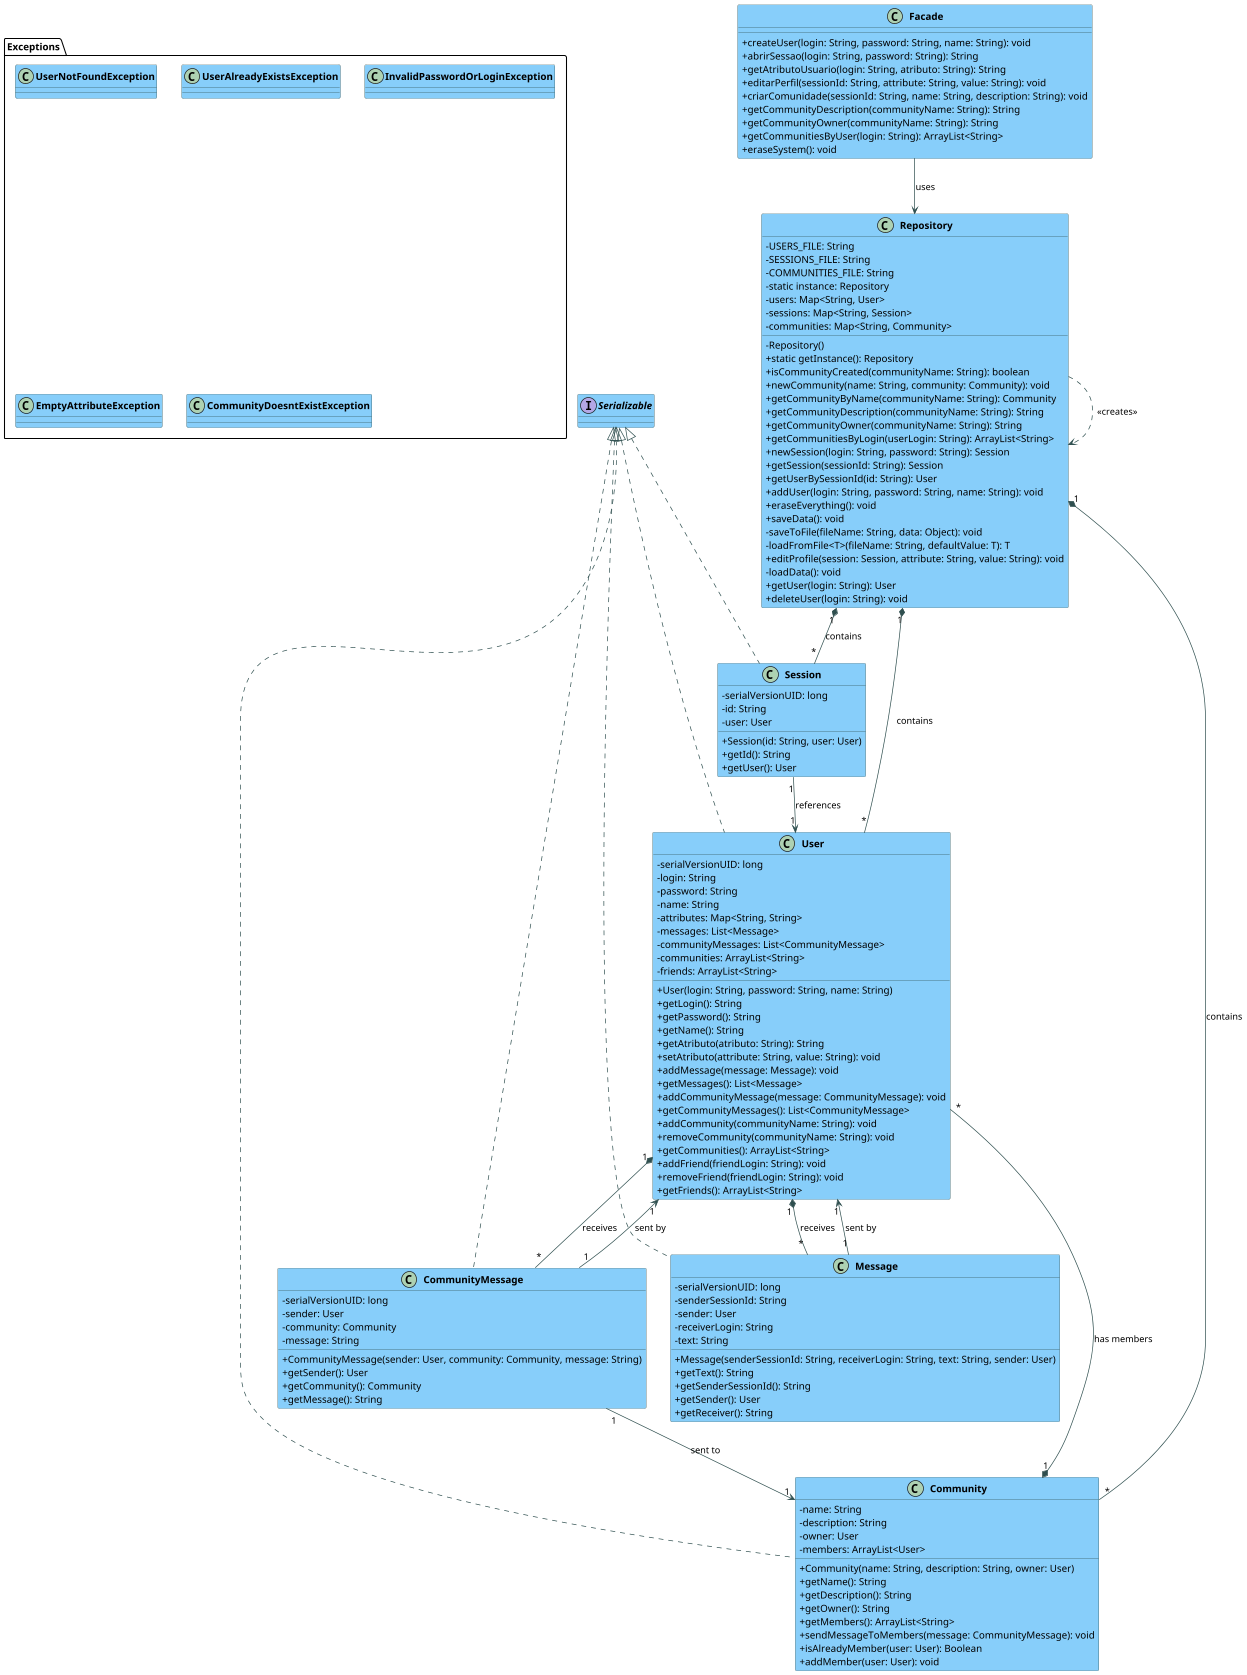 Facade
+createUser(login: String, password: String, name: String): void
+abrirSessao(login: String, password: String): String
+getAtributoUsuario(login: String, atributo: String): String
+editarPerfil(sessionId: String, attribute: String, value: String): void
+criarComunidade(sessionId: String, name: String, description: String): void
+getCommunityDescription(communityName: String): String
+getCommunityOwner(communityName: String): String
+getCommunitiesByUser(login: String): ArrayList<String>
+eraseSystem(): void
Exceptions
C UserNotFoundException
C UserAlreadyExistsException
C InvalidPasswordOrLoginException
C EmptyAttributeException
C CommunityDoesntExistException
I Serializable
uses
C Repository
-USERS_FILE: String
-SESSIONS_FILE: String
-COMMUNITIES_FILE: String
-static instance: Repository
-users: Map<String, User>
-sessions: Map<String, Session>
-communities: Map<String, Community>
-Repository()
+static getInstance(): Repository
+isCommunityCreated(communityName: String): boolean
+newCommunity(name: String, community: Community): void
+getCommunityByName(communityName: String): Community
+getCommunityDescription(communityName: String): String
+getCommunityOwner(communityName: String): String
+getCommunitiesByLogin(userLogin: String): ArrayList<String>
+newSession(login: String, password: String): Session
+getSession(sessionId: String): Session
+getUserBySessionId(id: String): User
+addUser(login: String, password: String, name: String): void
+eraseEverything(): void
+saveData(): void
-saveToFile(fileName: String, data: Object): void
-loadFromFile<T>(fileName: String, defaultValue: T): T
+editProfile(session: Session, attribute: String, value: String): void
-loadData(): void
+getUser(login: String): User
+deleteUser(login: String): void
«creates»
1
1
1
contains
*
C Session
-serialVersionUID: long
-id: String
-user: User
+Session(id: String, user: User)
+getId(): String
+getUser(): User
contains
1
references
1
*
C User
-serialVersionUID: long
-login: String
-password: String
-name: String
-attributes: Map<String, String>
-messages: List<Message>
-communityMessages: List<CommunityMessage>
-communities: ArrayList<String>
-friends: ArrayList<String>
+User(login: String, password: String, name: String)
+getLogin(): String
+getPassword(): String
+getName(): String
+getAtributo(atributo: String): String
+setAtributo(attribute: String, value: String): void
+addMessage(message: Message): void
+getMessages(): List<Message>
+addCommunityMessage(message: CommunityMessage): void
+getCommunityMessages(): List<CommunityMessage>
+addCommunity(communityName: String): void
+removeCommunity(communityName: String): void
+getCommunities(): ArrayList<String>
+addFriend(friendLogin: String): void
+removeFriend(friendLogin: String): void
+getFriends(): ArrayList<String>
contains
*
1
1
1
1
receives
sent by
receives
sent by
*
1
*
1
C CommunityMessage
-serialVersionUID: long
-sender: User
-community: Community
-message: String
+CommunityMessage(sender: User, community: Community, message: String)
+getSender(): User
+getCommunity(): Community
+getMessage(): String
C Message
-serialVersionUID: long
-senderSessionId: String
-sender: User
-receiverLogin: String
-text: String
+Message(senderSessionId: String, receiverLogin: String, text: String, sender: User)
+getText(): String
+getSenderSessionId(): String
+getSender(): User
+getReceiver(): String
has members
1
sent to
1
1
*
C Community
-name: String
-description: String
-owner: User
-members: ArrayList<User>
+Community(name: String, description: String, owner: User)
+getName(): String
+getDescription(): String
+getOwner(): String
+getMembers(): ArrayList<String>
+sendMessageToMembers(message: CommunityMessage): void
+isAlreadyMember(user: User): Boolean
+addMember(user: User): void